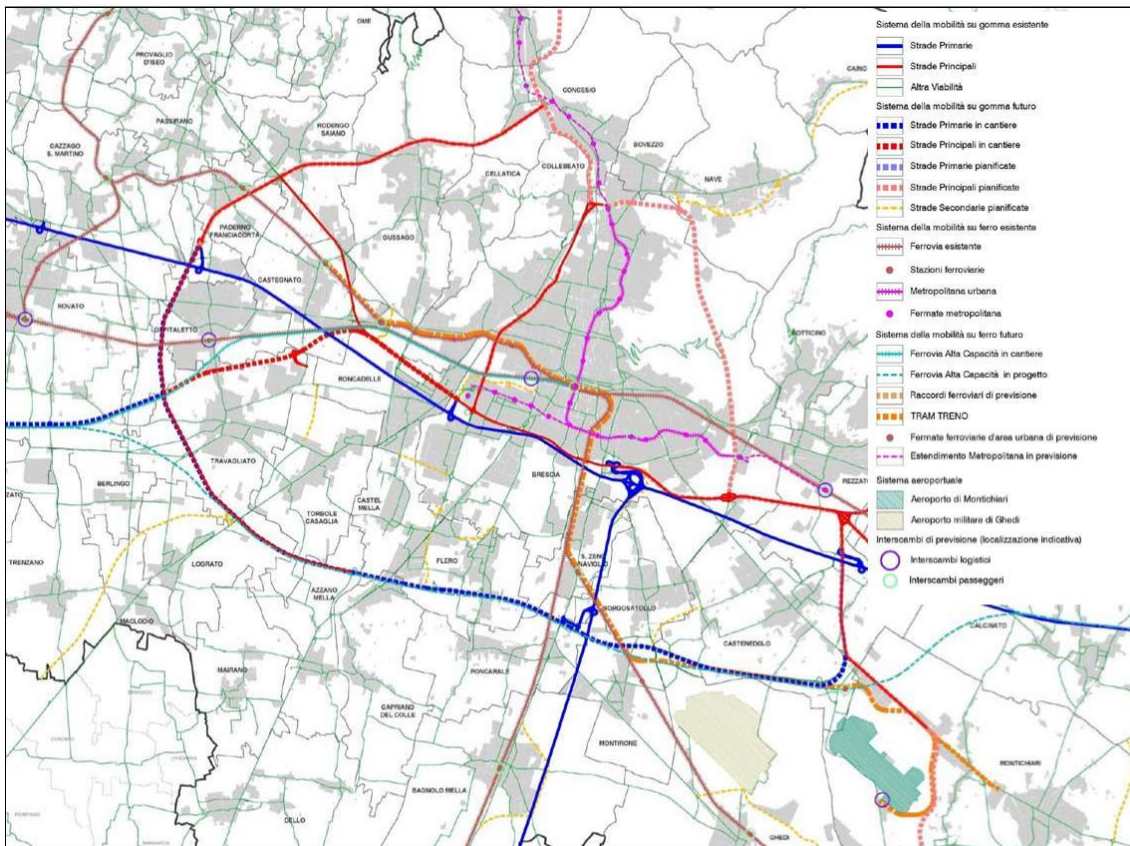 Sistema della mobilità su gomma esistente
Strade Primarie
Strade Principali
Altra Viabilità
Sistema della mobilità su gomma futuro
Strade Primarie in cantiere
Strade Principali in cantiere
Strade Primarie pianificate
Strade Principali pianificate
Strade Secondarie pianificate
Sistema della mobilità su ferro esistente
Ferrovia esistente
Stazioni ferroviarie
Metropolitana urbana
Fermate metropolitana
Sistema della mobilità su ferro futuro
Ferrovia Alta Capacità in cantiere
Ferrovia Alta Capacità in progetto
Raccordi ferroviari di previsione
TRAM TRENO
Fermate ferroviarie d'area urbana di previsione
Estendimento Metropolitana in previsione
Sistema aeroportuale
Aeroporto di Montichiari
Aeroporto militare di Ghedi
Interscambi di previsione (localizzazione indicativa)
Interscambi logistici
Interscambi passeggeri
OME
PROVAGLIO
D'ISEO
CONCESIO
CAINO
PASSIRANO
RODENGO
SAIANO
BOVEZZO
CAZZAGO
S. MARTINO
COLLEBEATO
CELLATICA
NAVE
PADERNO
FRANCIACORTA
GUSSAGO
CASTEGNATO
ROVATO
OSPITALETTO
BOTTICINO
RONCADELLE
TRAVAGLIATO
BRESCIA
REZZATO
BERLINGO
CASTEL
MELLA
TORBOLE
CASAGLIA
TRENZANO
LOGRATO
FLERO
S. ZENO
NAVIGLIO
AZZANO
MELLA
BORGOSATOLLO
MACLODIO
CASTENEDOLO
CALCINATO
MAIRANO
PONCARALE
CAPRIANO
DEL COLLE
MONTIRONE
MONTICHIARI
BAGNOLO MELLA
DELLO
GHEDI